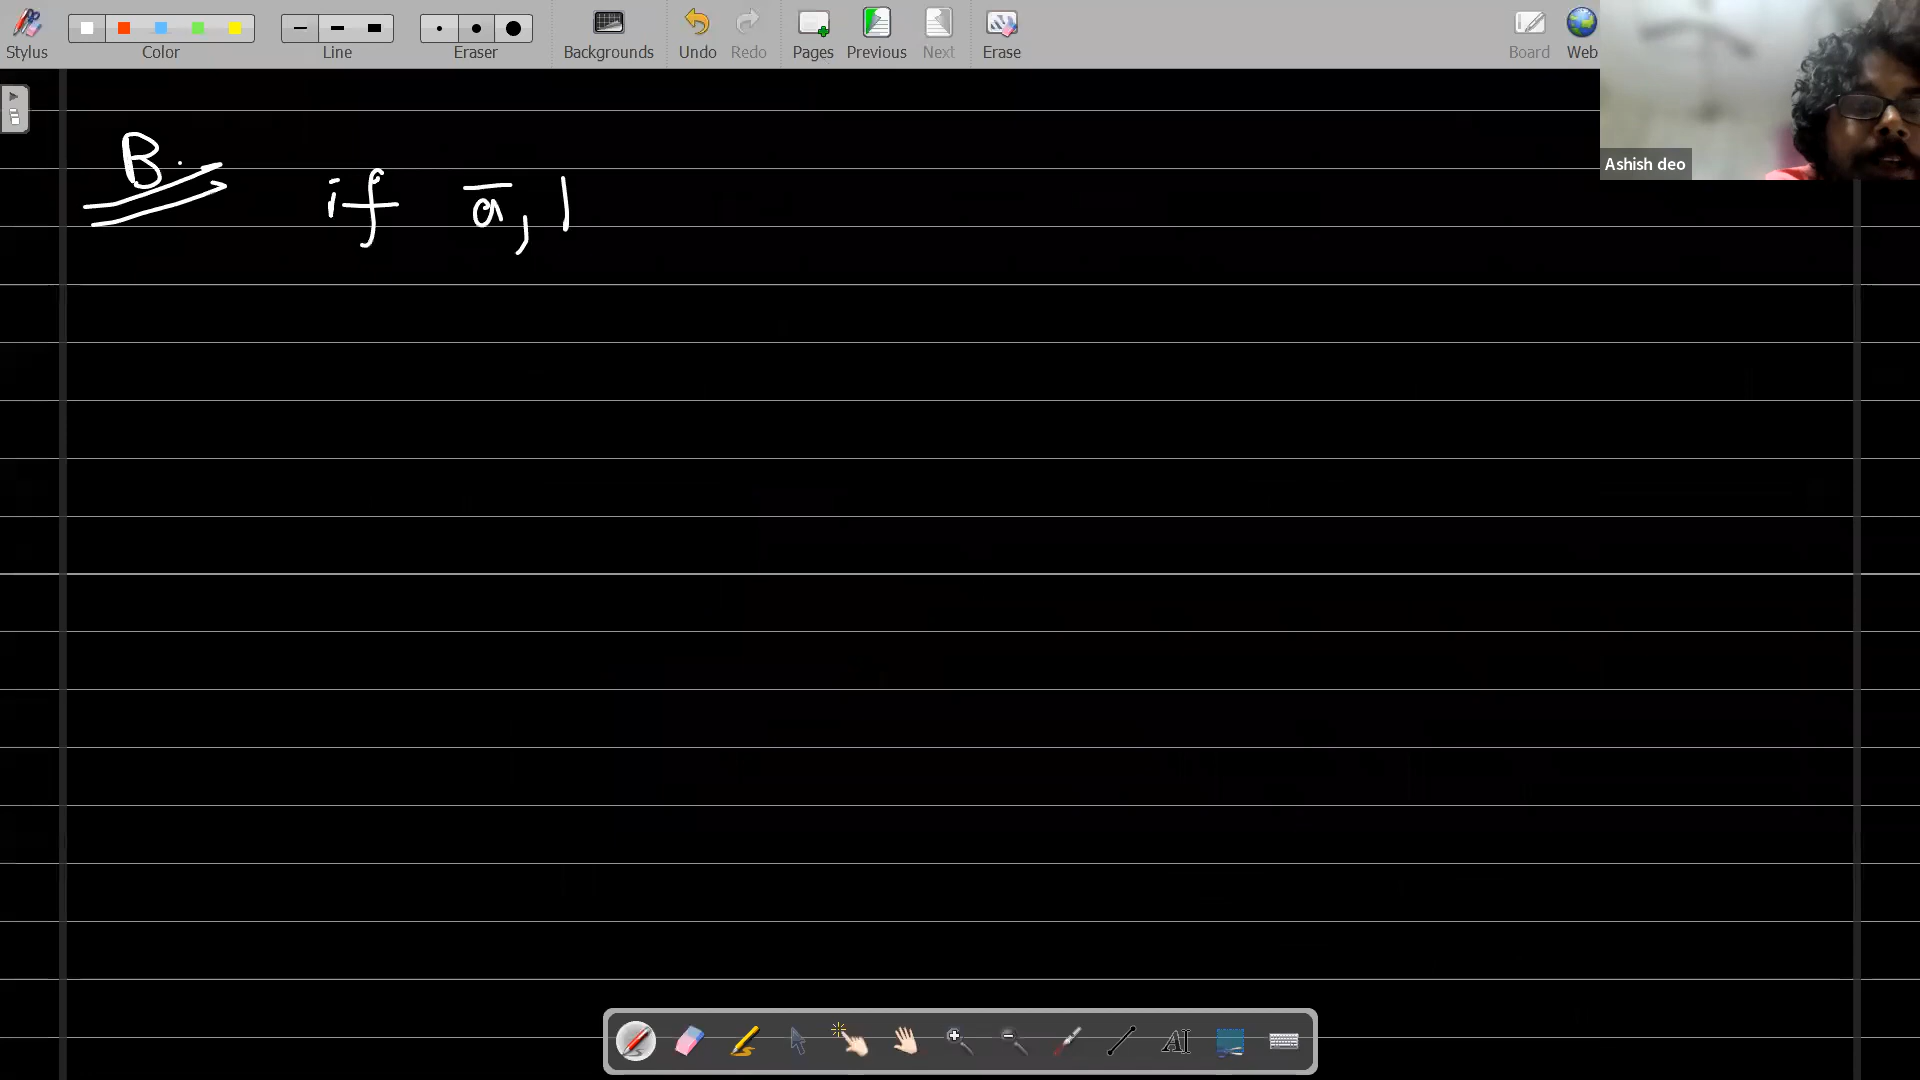 Stylus Color Line Eraser Backgrounds Undo Redo Pages Previous Next Erase Board Web
Ashish deo
B. if a̅, |